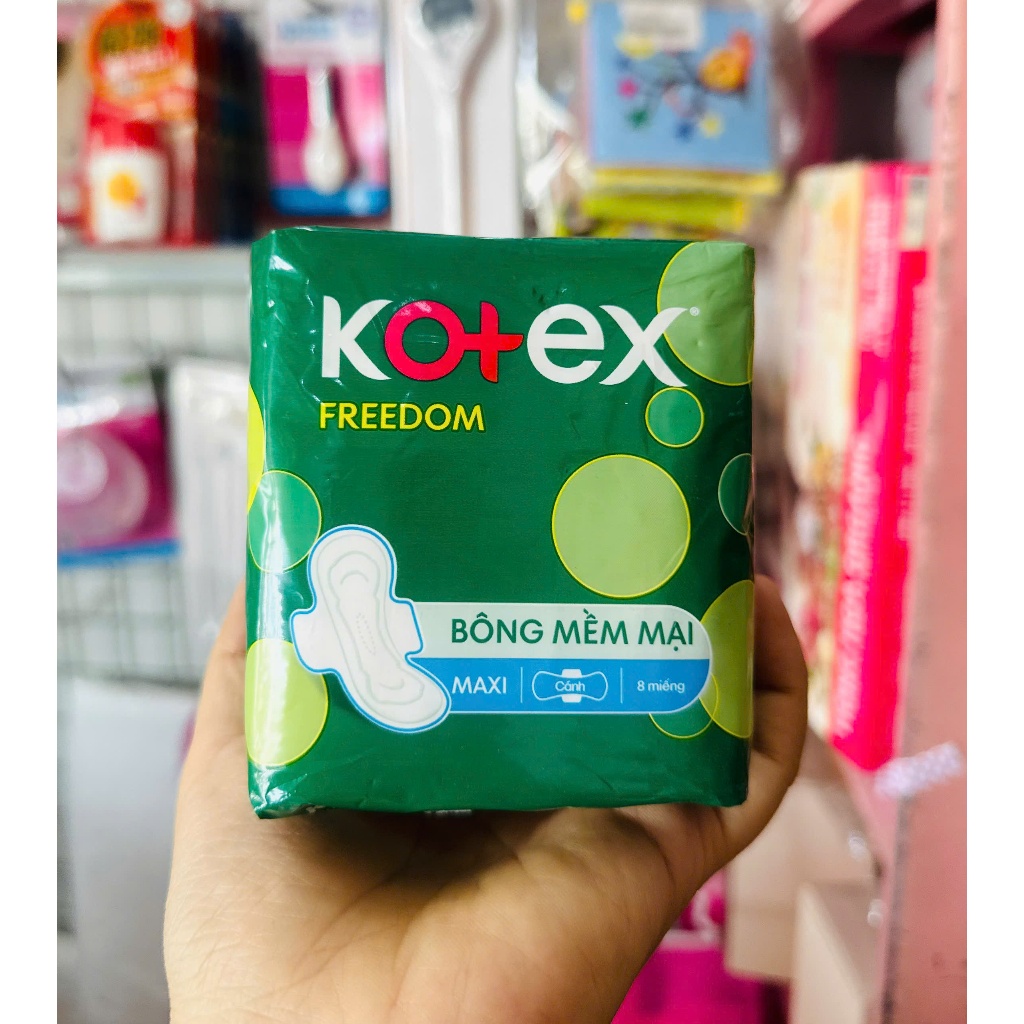 Kotex®
FREEDOM
BÔNG MỀM MẠI
MAXI
Cánh
8 miếng